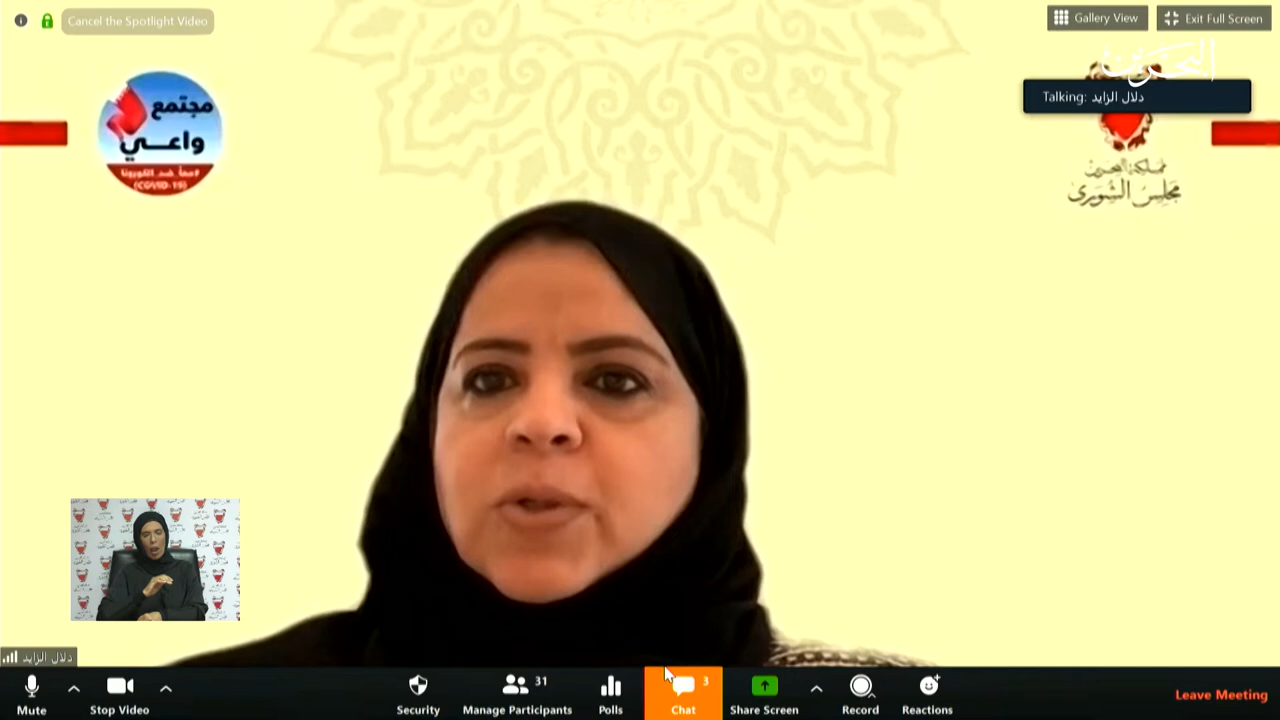 Cancel the Spotlight Video
Gallery View
Exit Full Screen
البحرين
Talking: دلال الزايد
مجتمع
واعي
#معاً ضد الكورونا
(COVID-19)
مملكة البحرين
مجلس الشورى
دلال الزايد
Mute
Stop Video
Security
31
Manage Participants
Polls
3
Chat
Share Screen
Record
Reactions
Leave Meeting